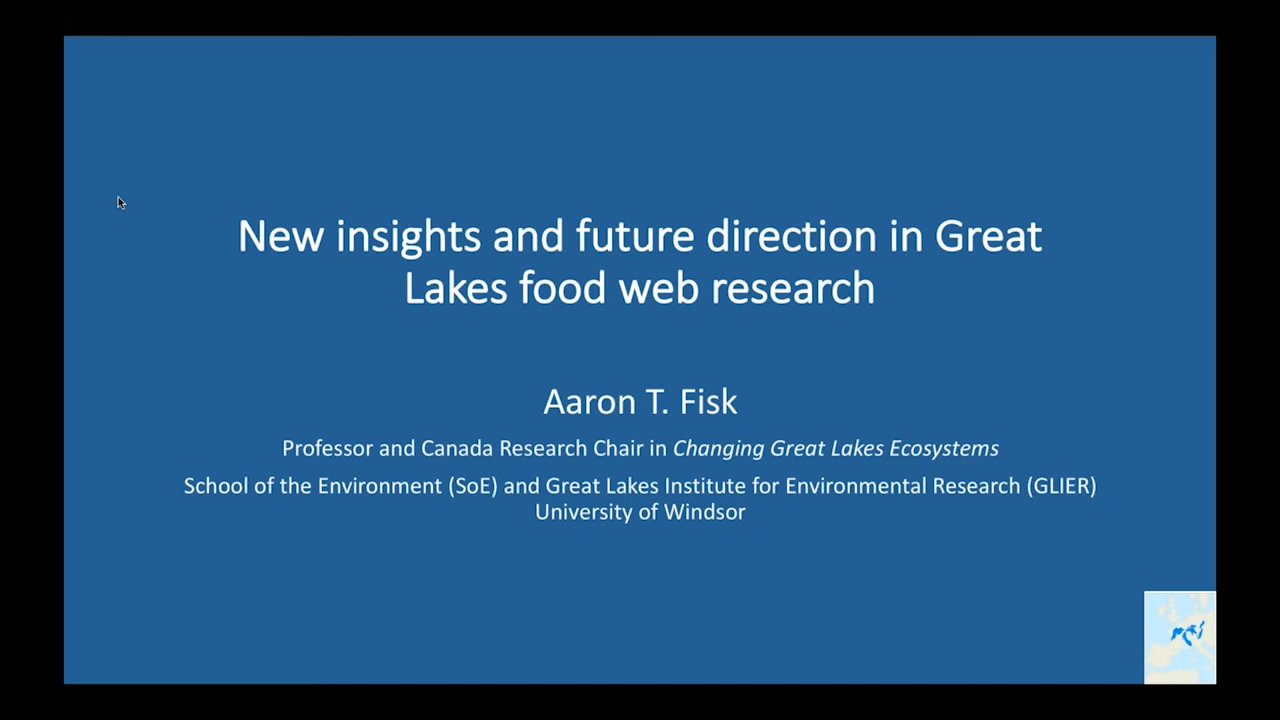 New insights and future direction in Great
Lakes food web research
Aaron T. Fisk
Professor and Canada Research Chair in Changing Great Lakes Ecosystems
School of the Environment (SoE) and Great Lakes Institute for Environmental Research (GLIER)
University of Windsor